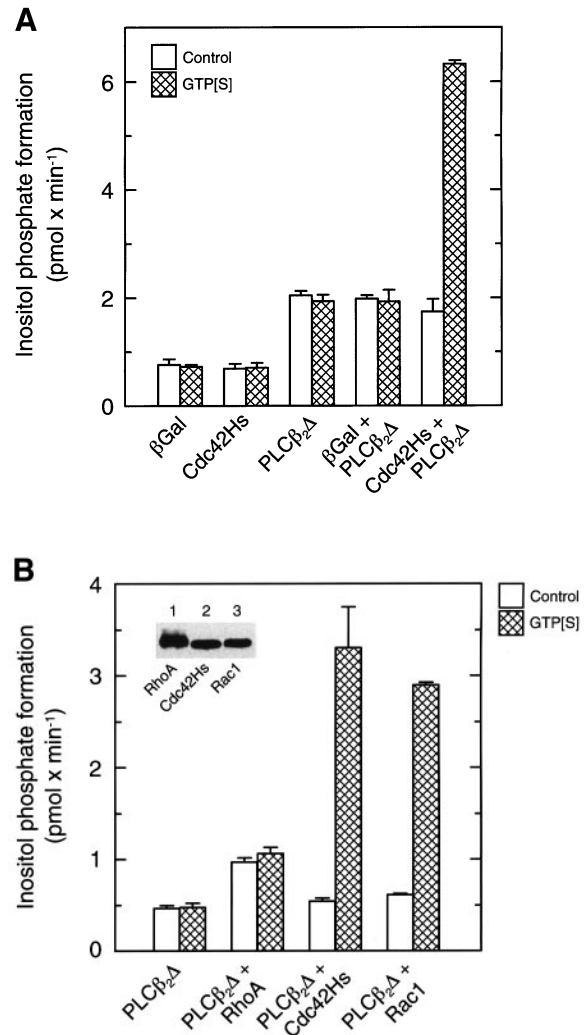 A
Inositol phosphate formation
(pmol x min⁻¹)
6
4
2
0
Control
GTP[S]
βGal
Cdc42Hs
PLCβ₂Δ
βGal +
PLCβ₂Δ
Cdc42Hs +
PLCβ₂Δ
B
Inositol phosphate formation
(pmol x min⁻¹)
4
3
2
1
0
1 2 3
RhoA
Cdc42Hs
Rac1
Control
GTP[S]
PLCβ₂Δ
PLCβ₂Δ +
RhoA
PLCβ₂Δ +
Cdc42Hs
PLCβ₂Δ +
Rac1